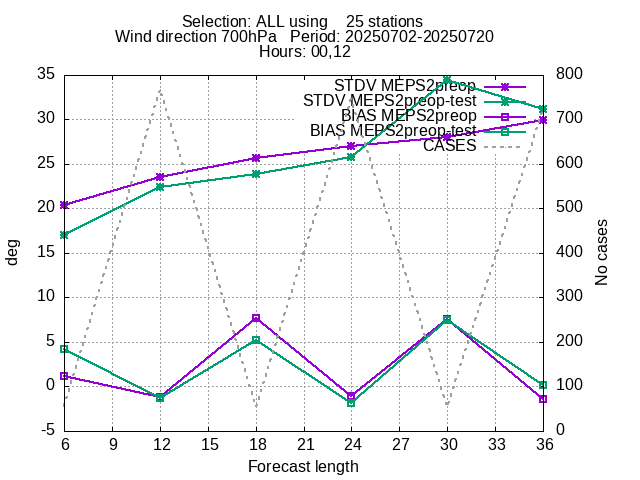 Selection: ALL using 25 stations
Wind direction 700hPa Period: 20250702-20250720
Hours: 00,12
35
30
25
20
15
10
5
0
-5
deg
800
700
600
500
400
300
200
100
0
No cases
STDV MEPS2preop
STDV MEPS2preop-test
BIAS MEPS2preop
BIAS MEPS2preop-test
CASES
6 9 12 15 18 21 24 27 30 33 36
Forecast length